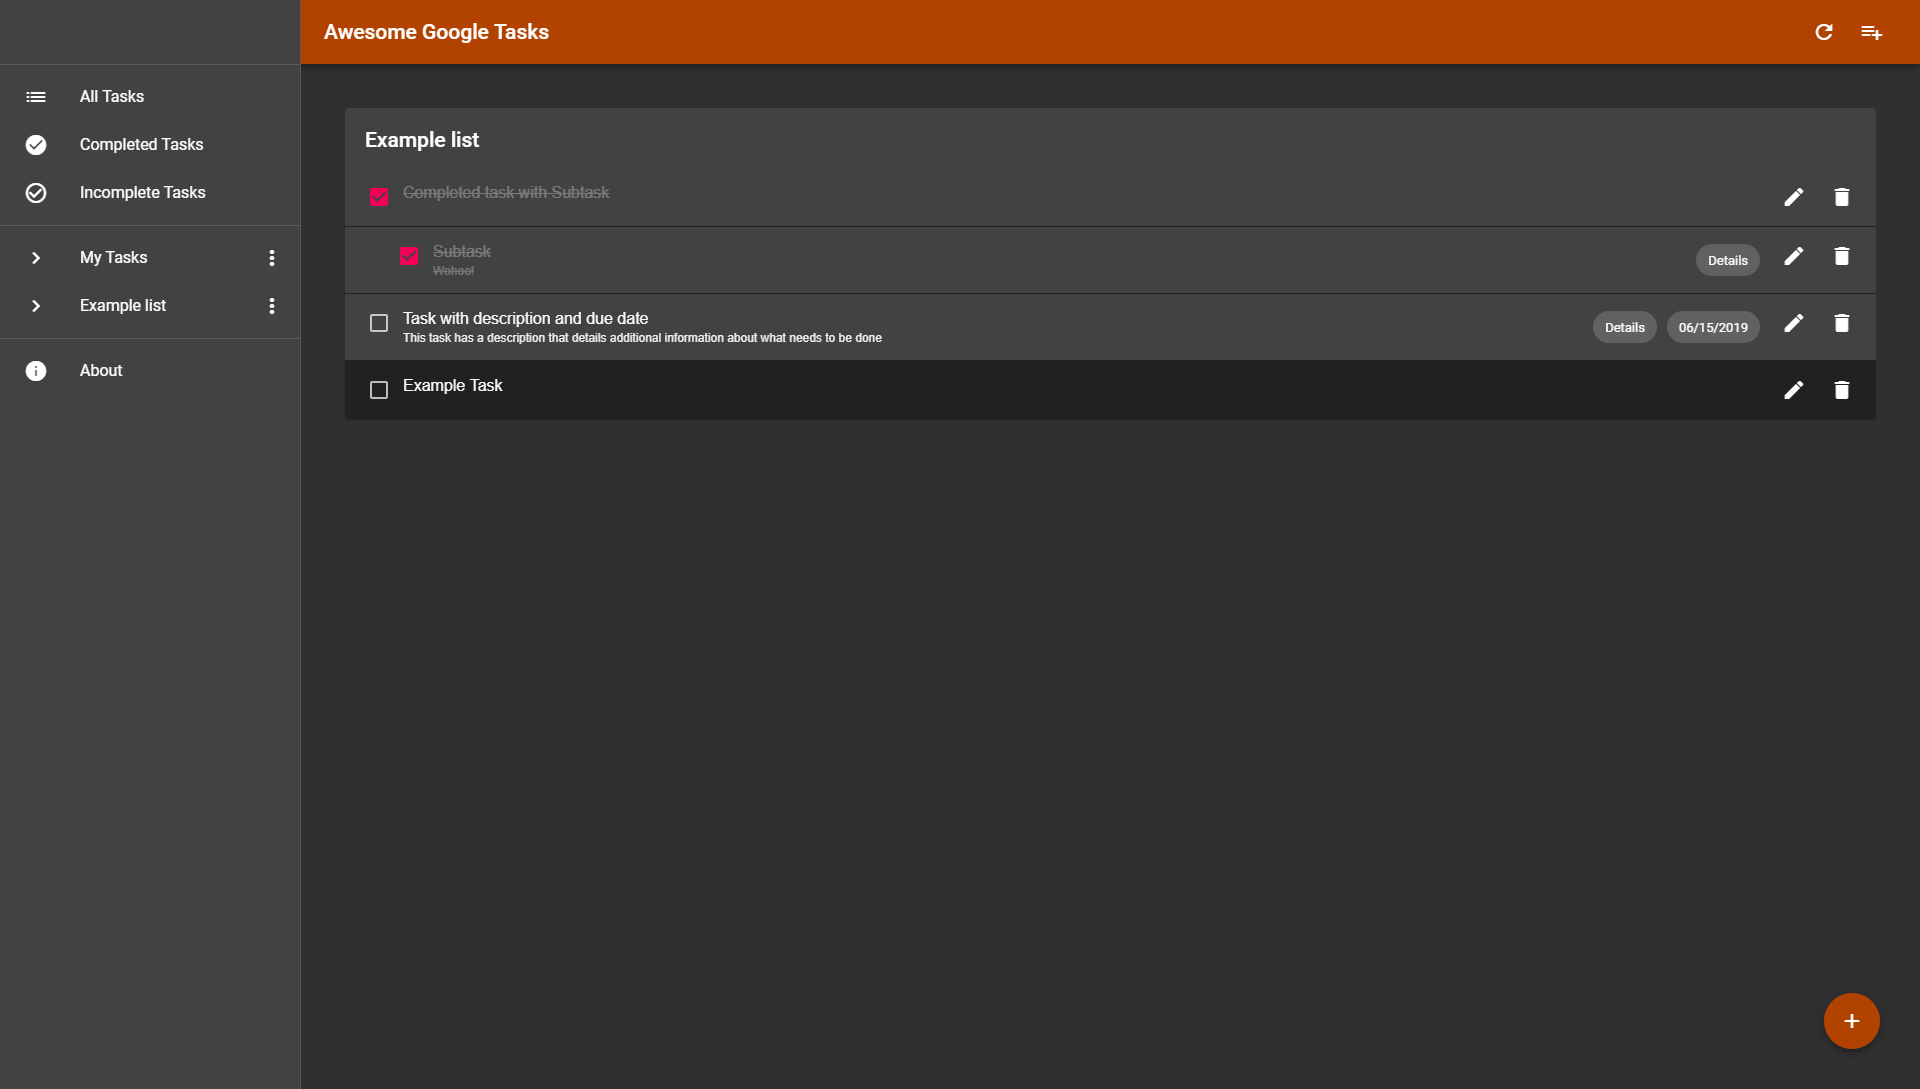 Awesome Google Tasks
All Tasks
Completed Tasks
Incomplete Tasks
My Tasks
Example list
About
Example list
Completed task with Subtask
Subtask
Wohoo!
Details
Task with description and due date
This task has a description that details additional information about what needs to be done
Details
06/15/2019
Example Task